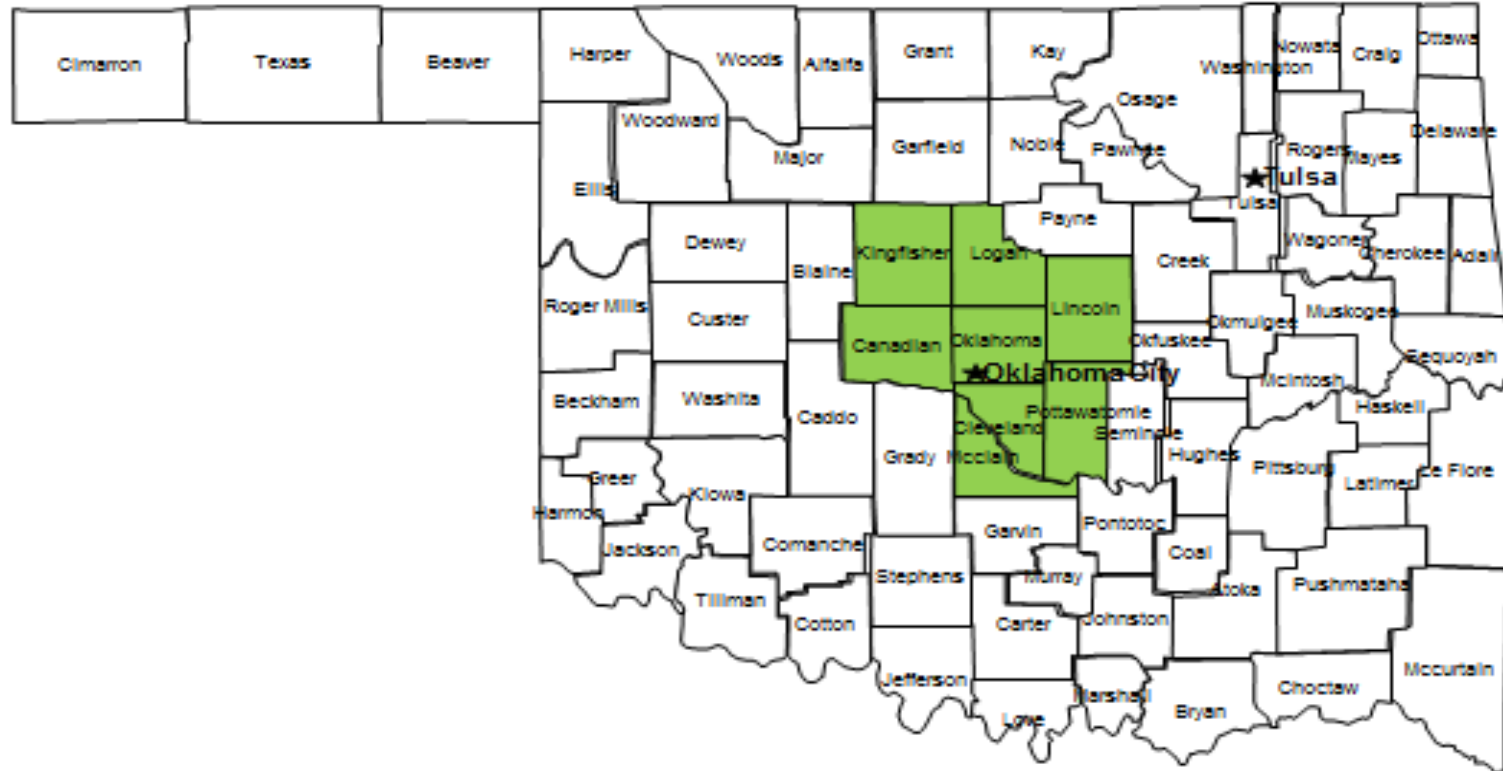 Cimarron
Texas
Beaver
Harper
Woods
Alfalfa
Grant
Kay
Washington
Nowata
Craig
Ottawa
Woodward
Osage
Delaware
Major
Garfield
Noble
Pawnee
Rogers
Mayes
Ellis
Tulsa
Tulsa
Dewey
Blaine
Kingfisher
Logan
Payne
Creek
Wagoner
Cherokee
Adair
Roger Mills
Custer
Canadian
Oklahoma
Lincoln
Okfuskee
Okmulgee
Muskogee
Sequoyah
Oklahoma City
Beckham
Washita
Caddo
Grady
Cleveland
Pottawatomie
Seminole
McIntosh
Haskell
Mcclain
Hughes
Pittsburg
Latimer
Le Flore
Greer
Harmon
Kiowa
Jackson
Comanche
Garvin
Pontotoc
Coal
Tillman
Stephens
Murray
Atoka
Pushmataha
Cotton
Carter
Johnston
Jefferson
Love
Marshall
Bryan
Choctaw
Mccurtain